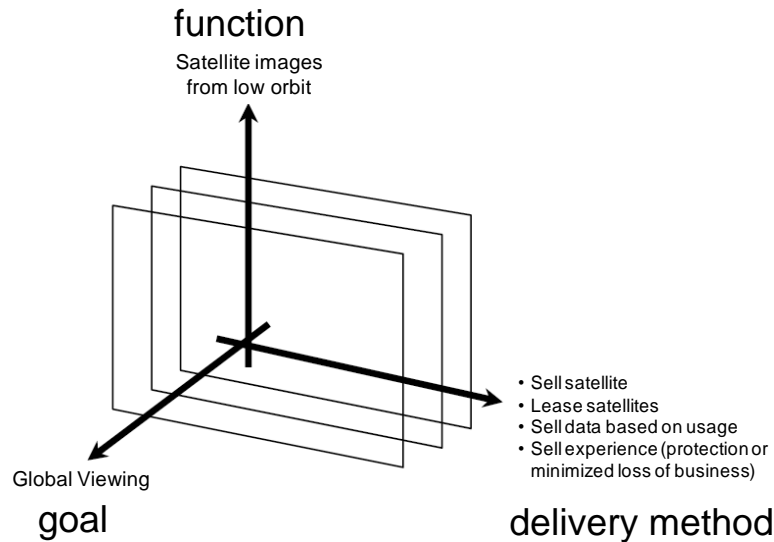 function
Satellite images
from low orbit
• Sell satellite
• Lease satellites
• Sell data based on usage
• Sell experience (protection or
minimized loss of business)
Global Viewing
goal
delivery method